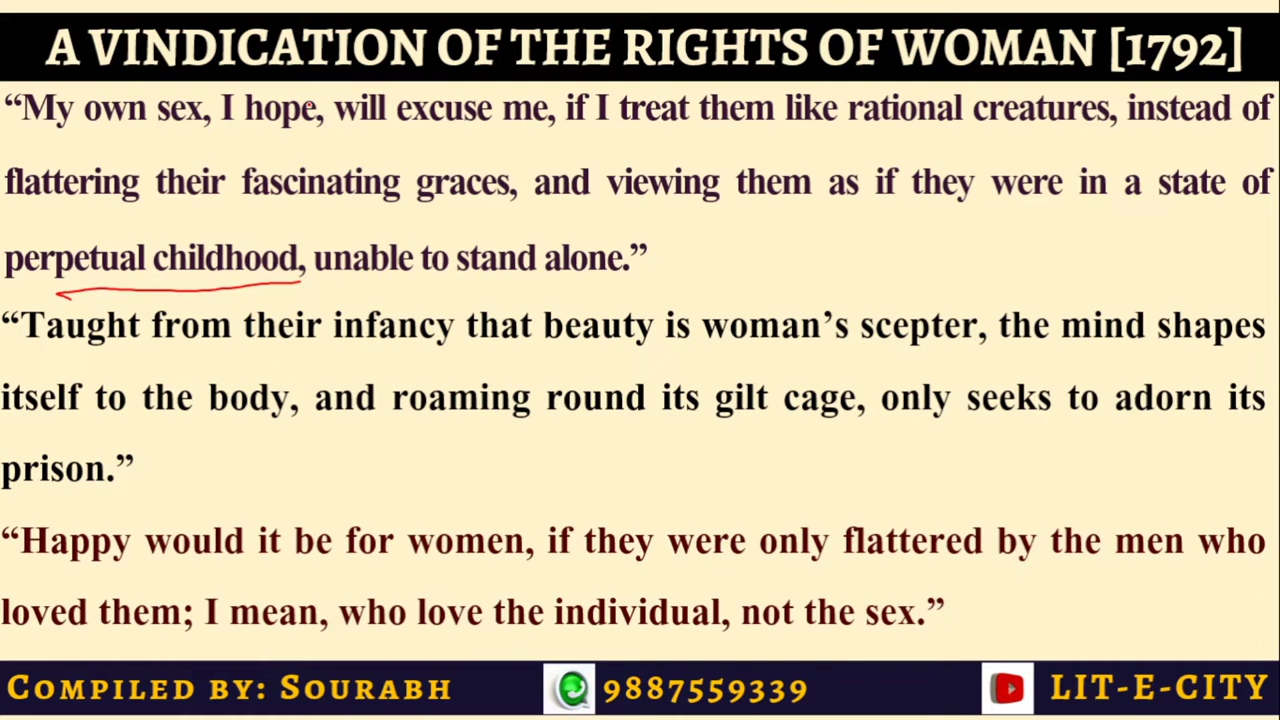 A VINDICATION OF THE RIGHTS OF WOMAN [1792]
“My own sex, I hope, will excuse me, if I treat them like rational creatures, instead of
flattering their fascinating graces, and viewing them as if they were in a state of
perpetual childhood, unable to stand alone.”
“Taught from their infancy that beauty is woman’s scepter, the mind shapes
itself to the body, and roaming round its gilt cage, only seeks to adorn its
prison.”
“Happy would it be for women, if they were only flattered by the men who
loved them; I mean, who love the individual, not the sex.”
COMPILED BY: SOURABH 9887559339 LIT-E-CITY